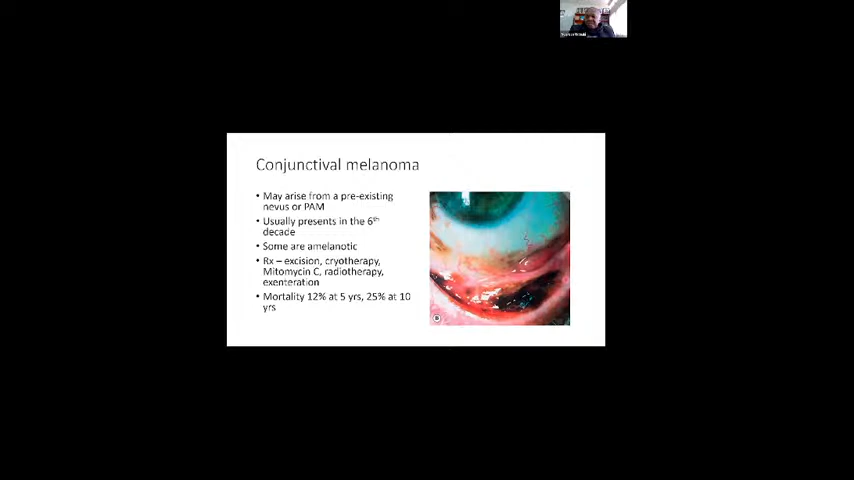 Conjunctival melanoma
• May arise from a pre-existing
nevus or PAM
• Usually presents in the 6th
decade
• Some are amelanotic
• Rx – excision, cryotherapy,
Mitomycin C, radiotherapy,
exenteration
• Mortality 12% at 5 yrs, 25% at 10
yrs